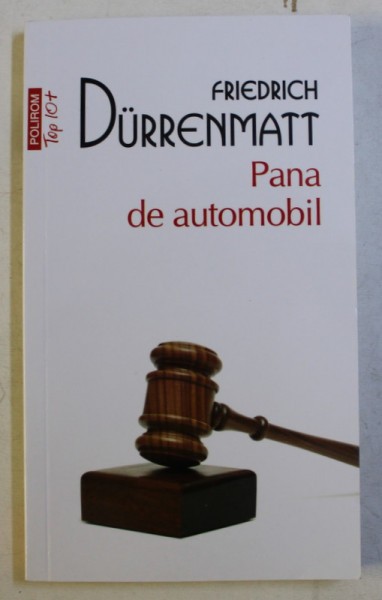 POLIROM
Top 10+
FRIEDRICH
DÜRRENMATT
Pana
de automobil